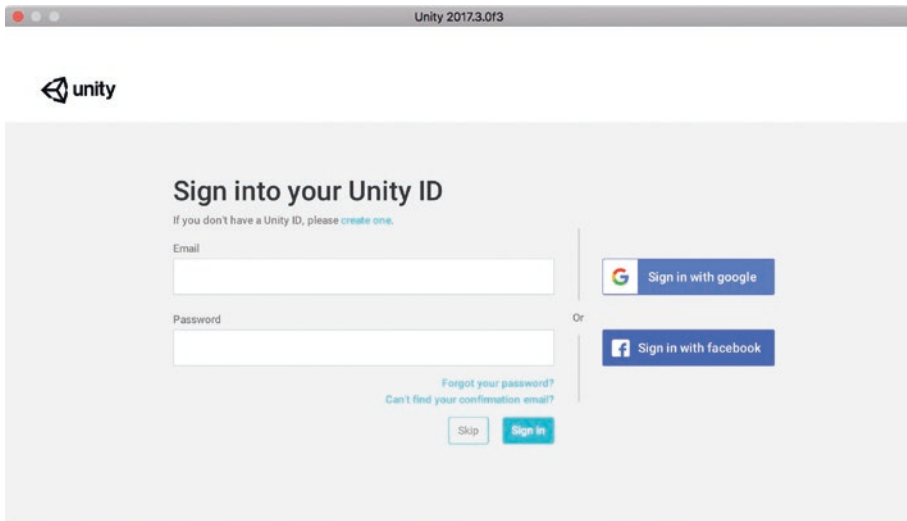 Unity 2017.3.0f3
unity
Sign into your Unity ID
If you don't have a Unity ID, please create one.
Email
Password
Forgot your password?
Can't find your confirmation email?
Skip
Sign in
Or
Sign in with google
Sign in with facebook